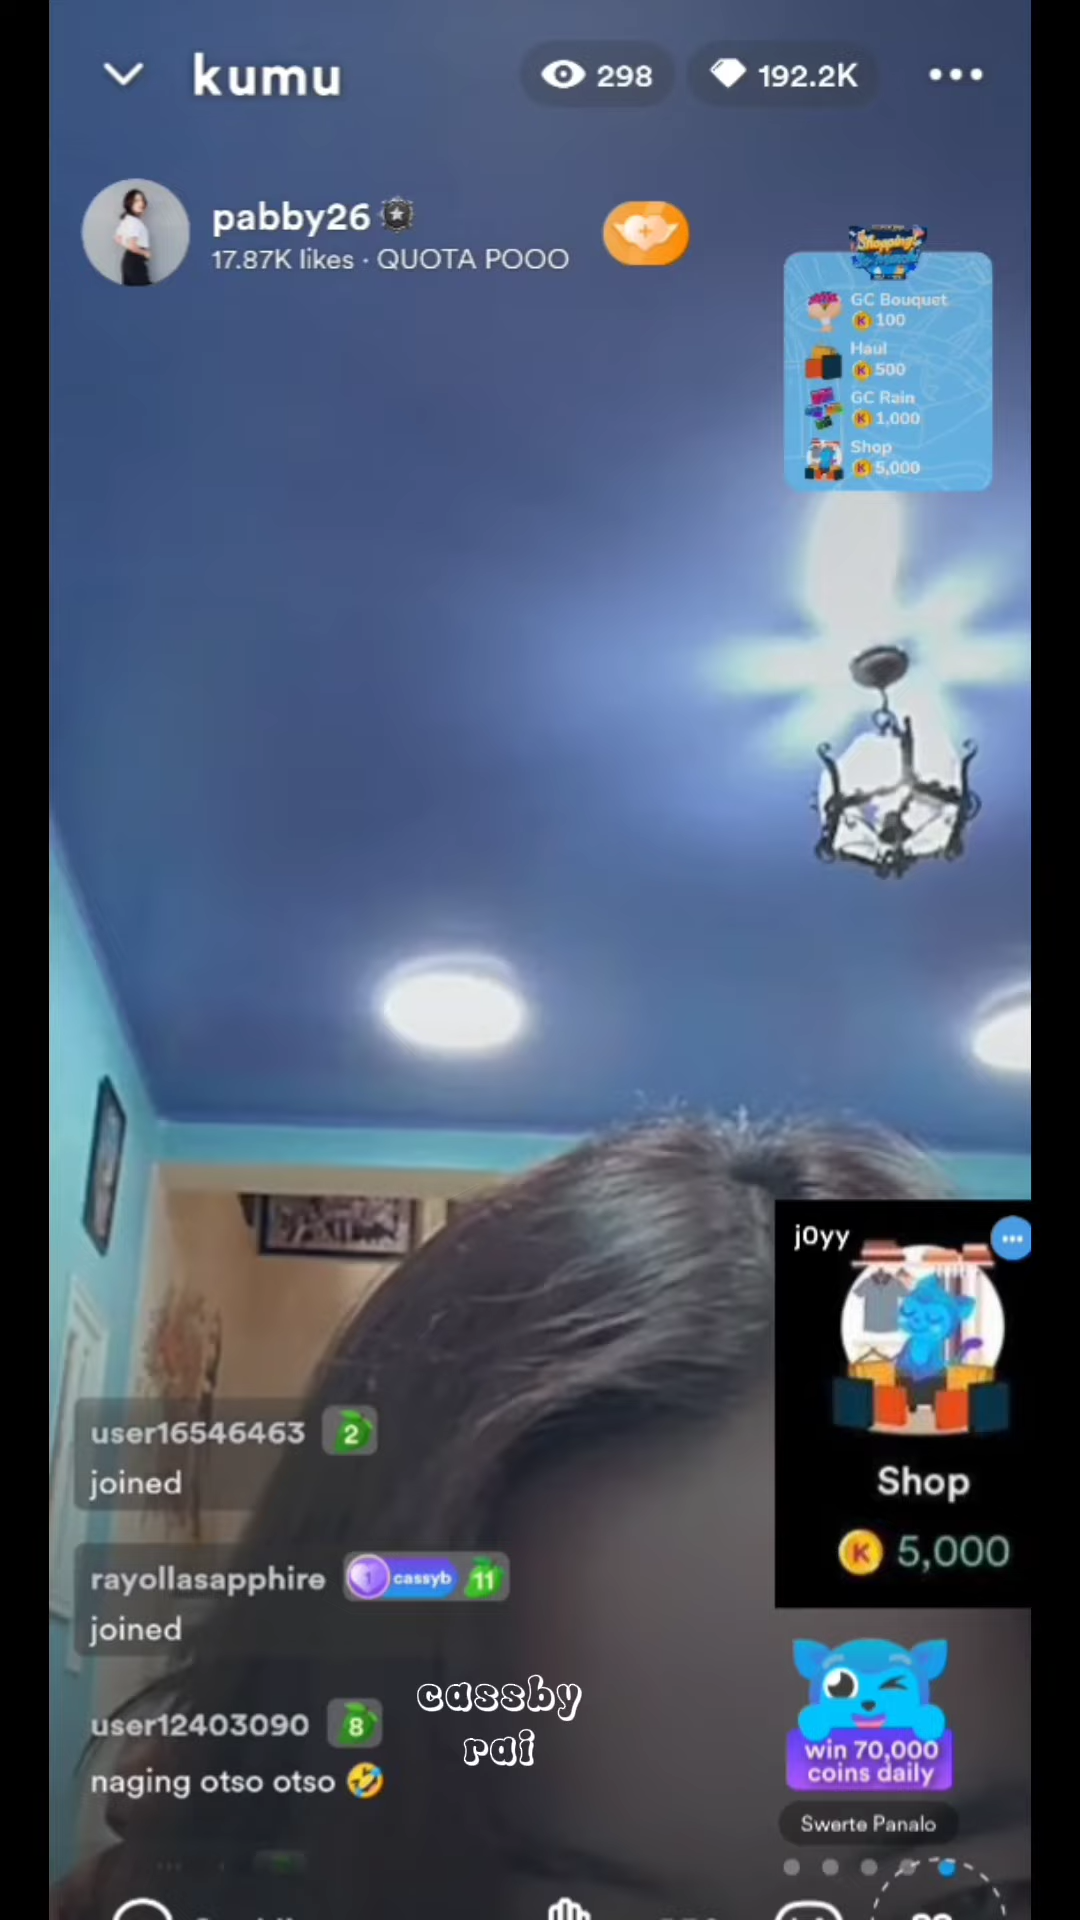 kumu
298
192.2K
pabby26
17.87K likes · QUOTA POOO
Shopping!
GC Bouquet
K 100
Haul
K 500
GC Rain
K 1,000
Shop
K 5,000
j0yy
Shop
K 5,000
user16546463 2
joined
rayollasapphire 1 cassyb 11
joined
user12403090 8
naging otso otso 🤣
cassby
rai
win 70,000
coins daily
Swerte Panalo